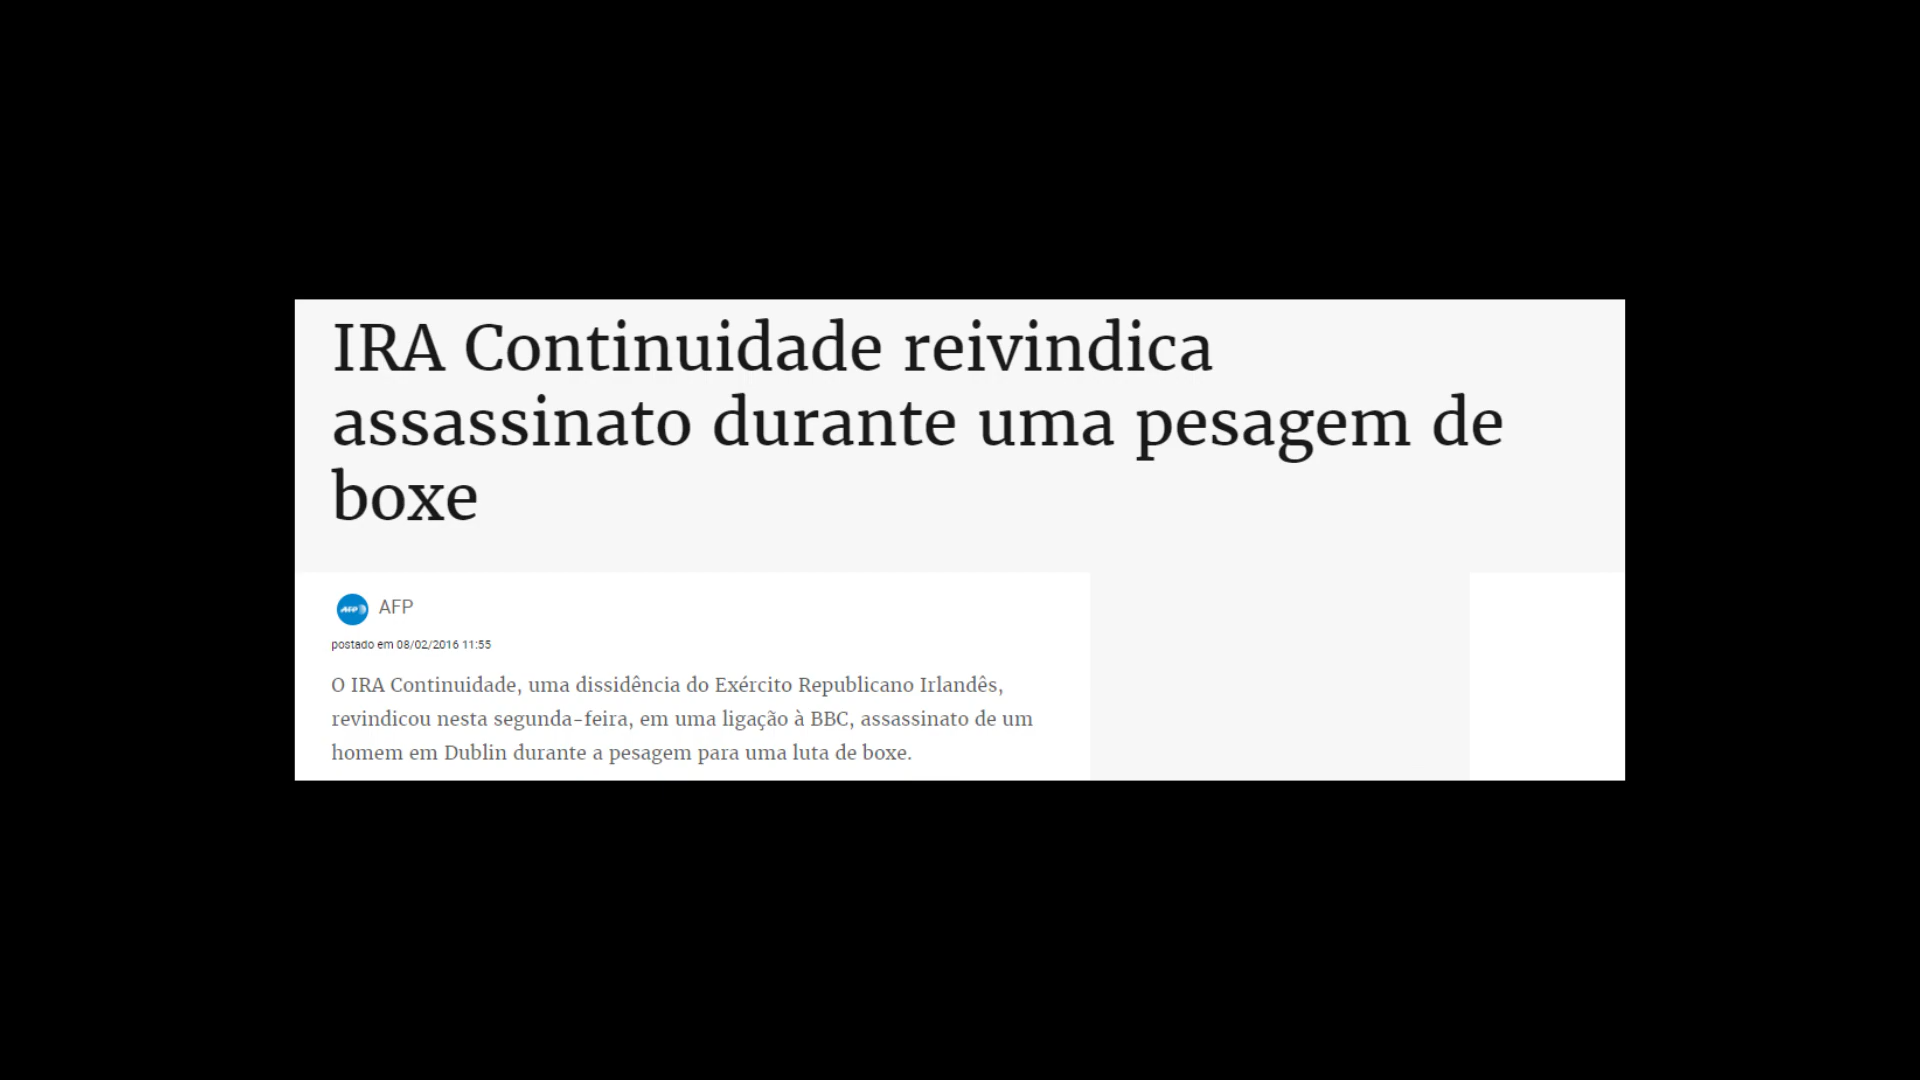 IRA Continuidade reivindica
assassinato durante uma pesagem de
boxe
AFP AFP
postado em 08/02/2016 11:55
O IRA Continuidade, uma dissidência do Exército Republicano Irlandês,
revindicou nesta segunda-feira, em uma ligação à BBC, assassinato de um
homem em Dublin durante a pesagem para uma luta de boxe.